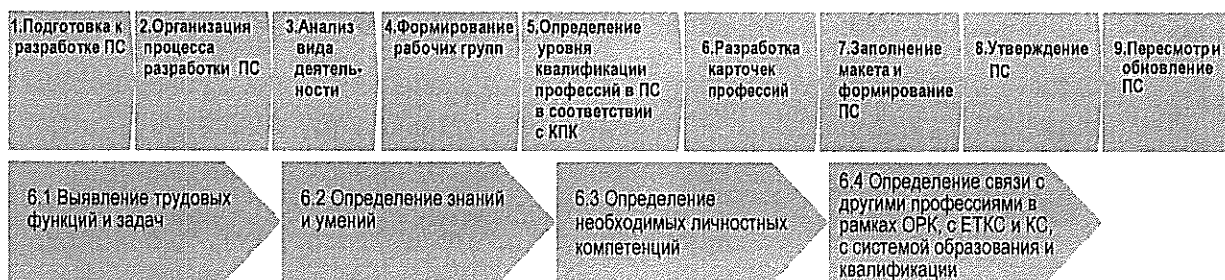 1.Подготовка к
разработке ПС
2.Организация
процесса
разработки ПС
3.Анализ
вида
деятель-
ности
4.Формирование
рабочих групп
5.Определение
уровня
квалификации
профессий в ПС
в соответствии
с КПК
6.Разработка
карточек
профессий
7.Заполнение
макета и
формирование
ПС
8.Утверждение
ПС
9.Пересмотр и
обновление
ПС
6.1 Выявление трудовых
функций и задач
6.2 Определение знаний
и умений
6.3 Определение
необходимых личностных
компетенций
6.4 Определение связи с
другими профессиями в
рамках ОРК, с ЕТКС и КС,
с системой образования и
квалификации